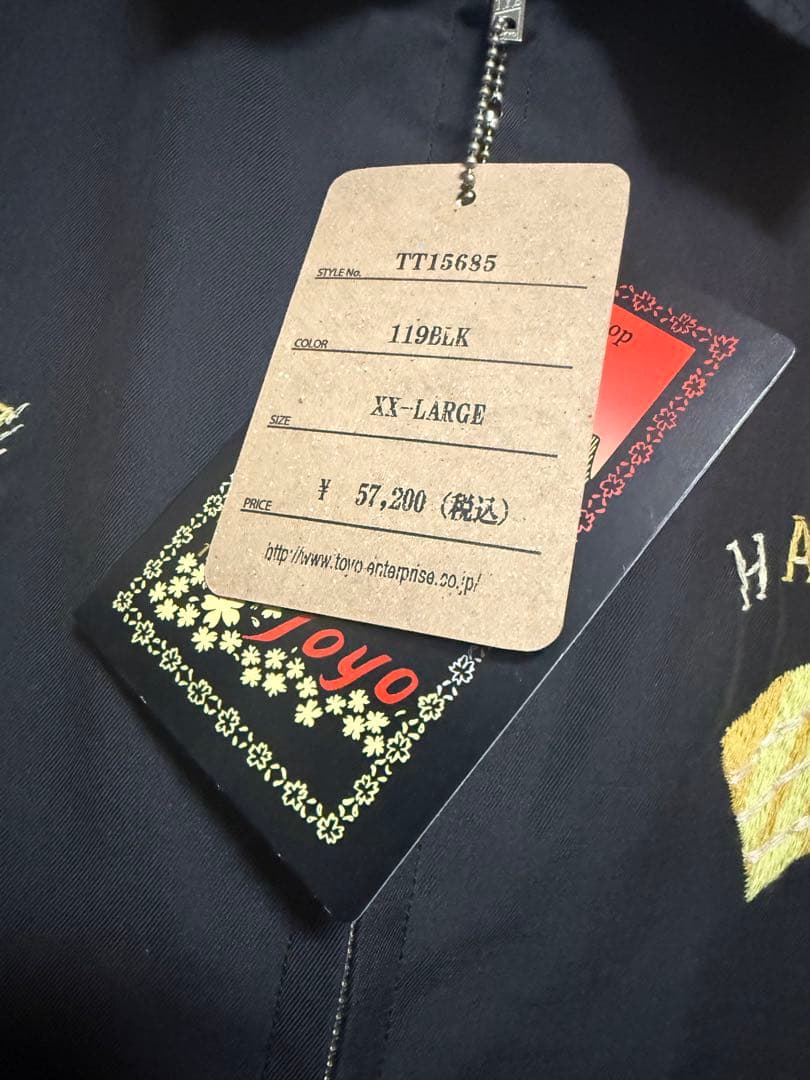 STYLE No. TT15685
COLOR 119BLK
SIZE XX-LARGE
PRICE ¥ 57,200 (税込)
http://www.toyo-enterprise.co.jp/
op
Toyo
HA